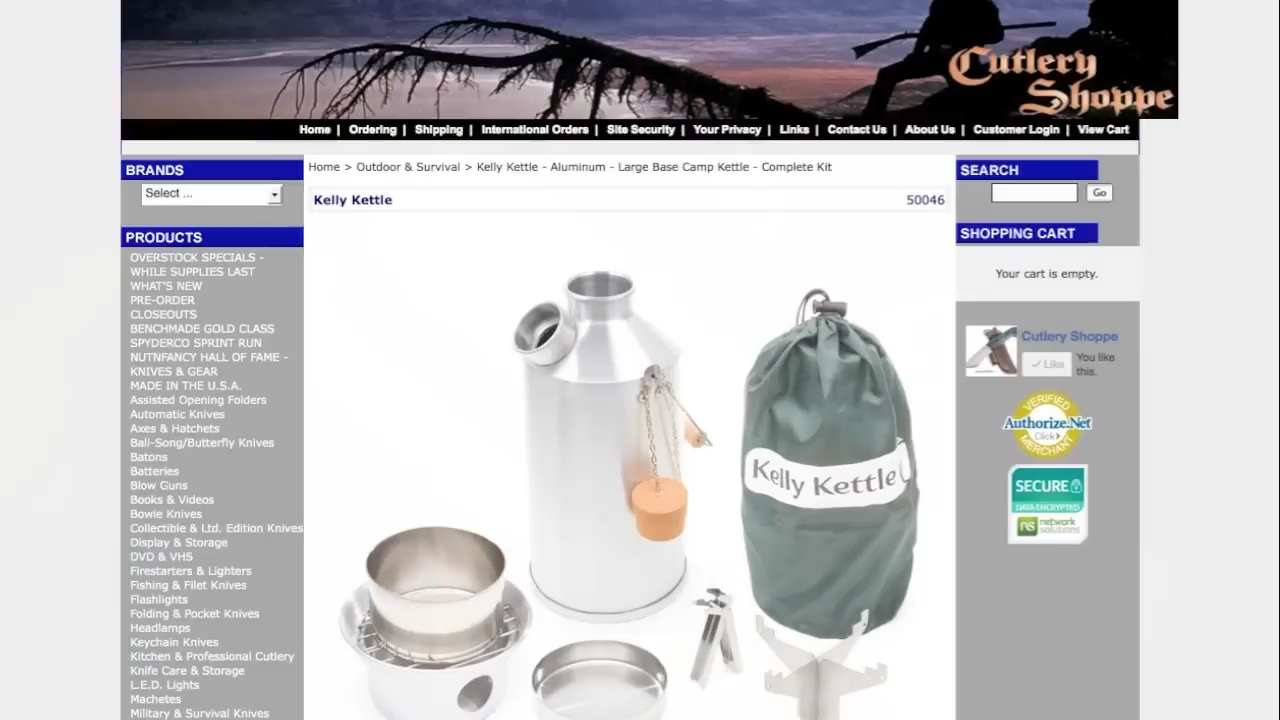 Cutlery
Shoppe
Home | Ordering | Shipping | International Orders | Site Security | Your Privacy | Links | Contact Us | About Us | Customer Login | View Cart
BRANDS
Select ...
PRODUCTS
OVERSTOCK SPECIALS -
WHILE SUPPLIES LAST
WHAT'S NEW
PRE-ORDER
CLOSEOUTS
BENCHMADE GOLD CLASS
SPYDERCO SPRINT RUN
NUTNFANCY HALL OF FAME -
KNIVES & GEAR
MADE IN THE U.S.A.
Assisted Opening Folders
Automatic Knives
Axes & Hatchets
Bali-Song/Butterfly Knives
Batons
Batteries
Blow Guns
Books & Videos
Bowie Knives
Collectible & Ltd. Edition Knives
Display & Storage
DVD & VHS
Firestarters & Lighters
Fishing & Filet Knives
Flashlights
Folding & Pocket Knives
Headlamps
Keychain Knives
Kitchen & Professional Cutlery
Knife Care & Storage
L.E.D. Lights
Machetes
Military & Survival Knives
Home > Outdoor & Survival > Kelly Kettle - Aluminum - Large Base Camp Kettle - Complete Kit
Kelly Kettle 50046
Kelly Kettle
SEARCH
Go
SHOPPING CART
Your cart is empty.
Cutlery Shoppe
Like
You like
this.
VERIFIED
Authorize.Net
Click
MERCHANT
SECURE
DATA ENCRYPTED
ns network
solutions